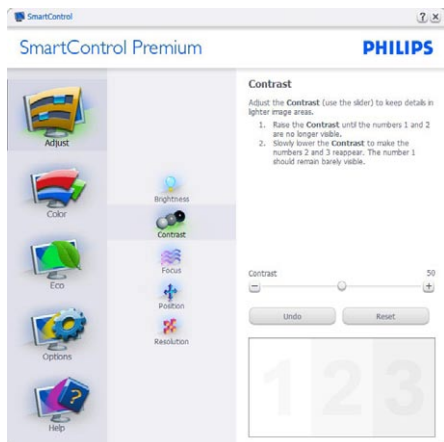 SmartControl
SmartControl Premium
PHILIPS
Adjust
Color
Eco
Options
Help
Brightness
Contrast
Focus
Position
Resolution
Contrast
Adjust the Contrast (use the slider) to keep details in
lighter image areas.
1. Raise the Contrast until the numbers 1 and 2
are no longer visible.
2. Slowly lower the Contrast to make the
numbers 2 and 3 reappear. The number 1
should remain barely visible.
Contrast 50
Undo Reset
1 2 3